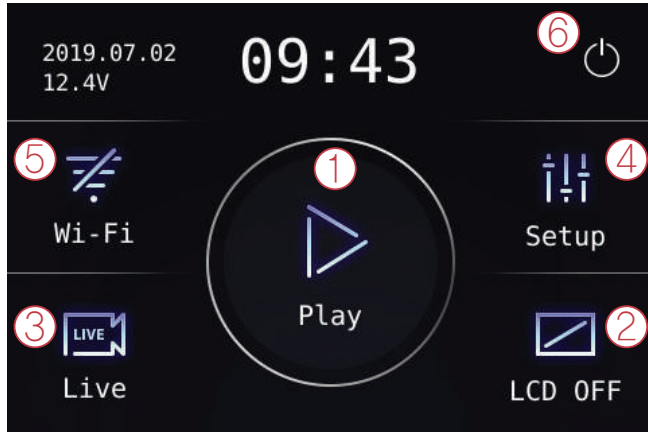 2019.07.02
12.4V
09:43
6
5
Wi-Fi
1
Play
4
Setup
3
LIVE
Live
2
LCD OFF